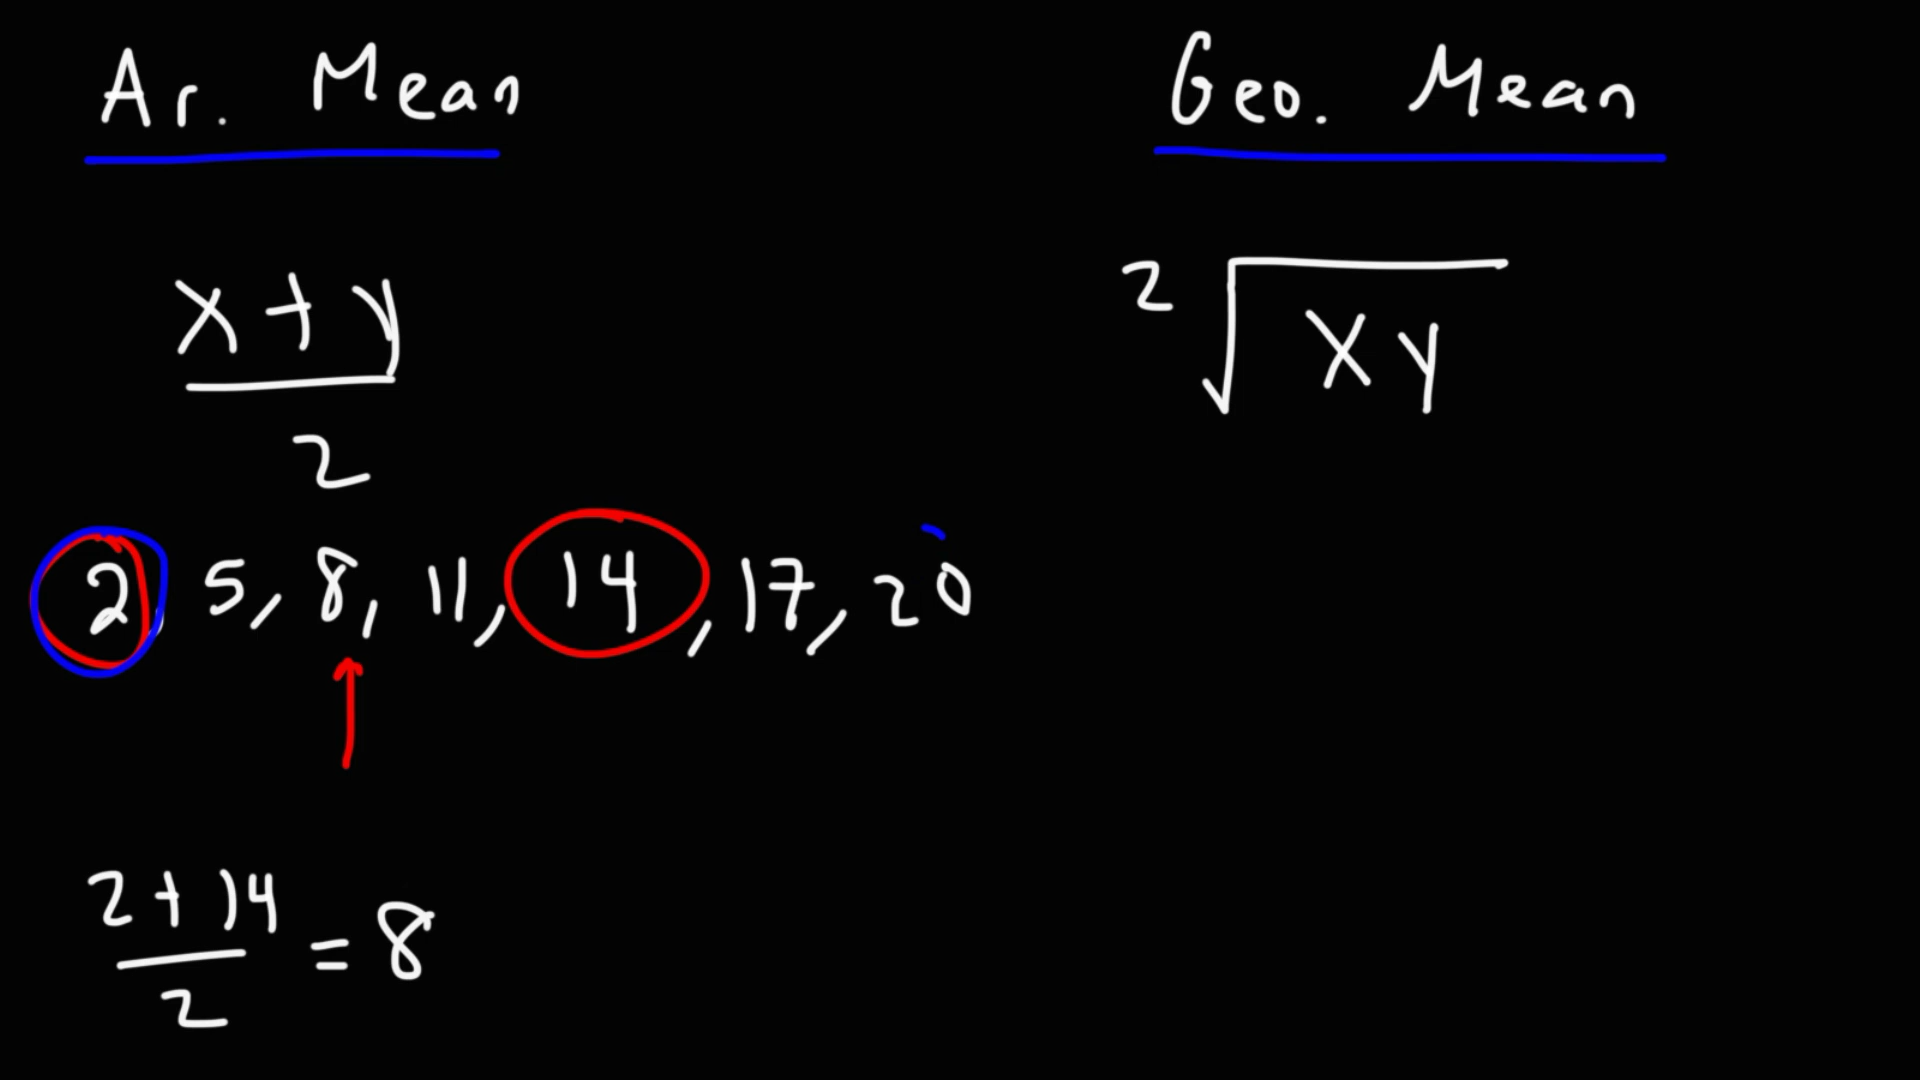 Ar. Mean
Geo. Mean
x+y
2
2√xy
2, 5, 8, 11, 14, 17, 20
2+14
2
= 8